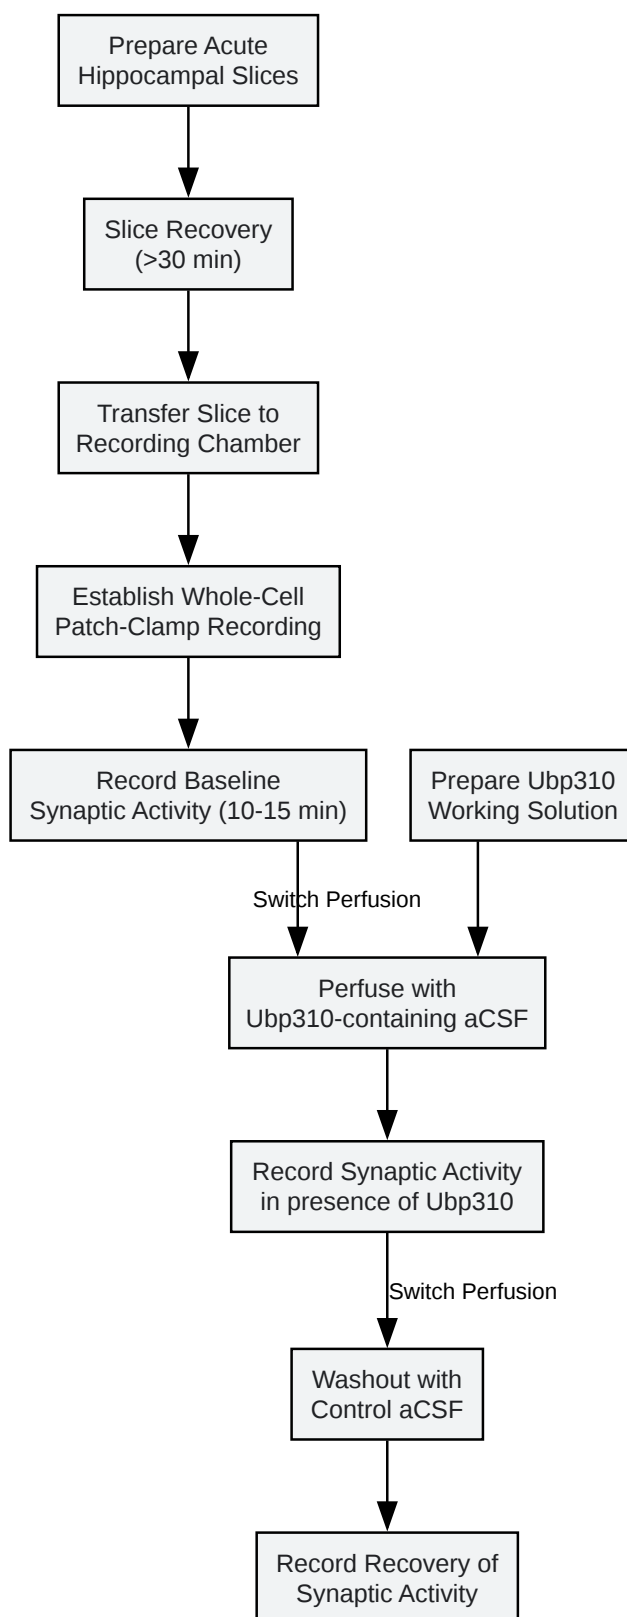 Prepare Acute
Hippocampal Slices
Slice Recovery
(>30 min)
Transfer Slice to
Recording Chamber
Establish Whole-Cell
Patch-Clamp Recording
Record Baseline
Synaptic Activity (10-15 min)
Prepare Ubp310
Working Solution
Switch Perfusion
Perfuse with
Ubp310-containing aCSF
Record Synaptic Activity
in presence of Ubp310
Switch Perfusion
Washout with
Control aCSF
Record Recovery of
Synaptic Activity